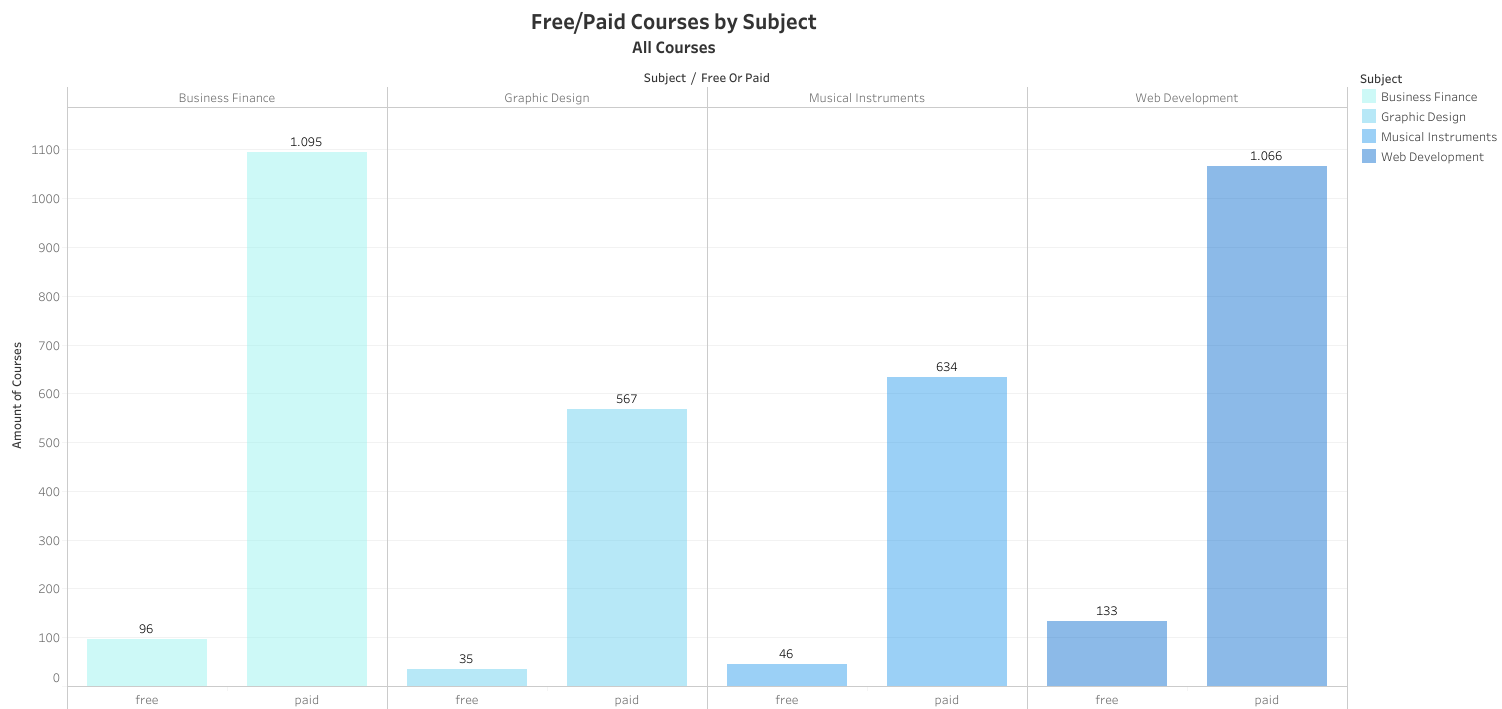 Free/Paid Courses by Subject
All Courses
Subject / Free Or Paid
Business Finance Graphic Design Musical Instruments Web Development
Amount of Courses
1100
1000
900
800
700
600
500
400
300
200
100
0
96 1.095 35 567 46 634 133 1.066
free paid free paid free paid free paid
Subject
Business Finance
Graphic Design
Musical Instruments
Web Development